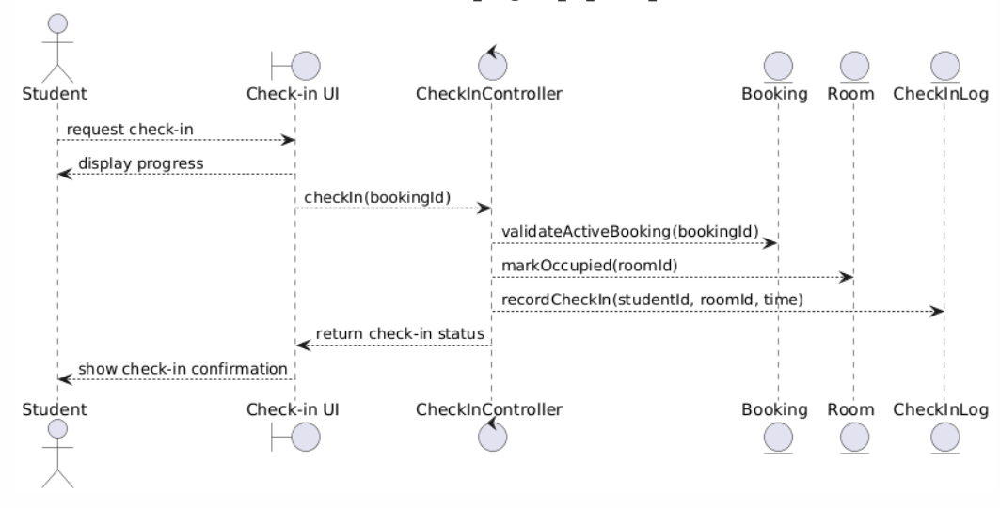 Student
Check-in UI
CheckInController
Booking
Room
CheckInLog
request check-in
display progress
checkIn(bookingId)
validateActiveBooking(bookingId)
markOccupied(roomId)
recordCheckIn(studentId, roomId, time)
return check-in status
show check-in confirmation
Student
Check-in UI
CheckInController
Booking
Room
CheckInLog